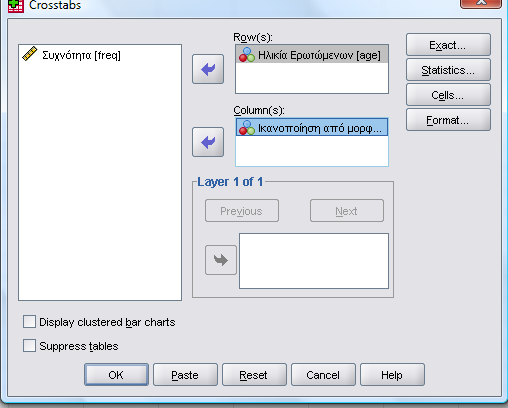 Crosstabs
Συχνότητα [freq]
Row(s):
Ηλικία Ερωτώμενων [age]
Column(s):
Ικανοποίηση από μορφ...
Exact...
Statistics...
Cells...
Format...
Layer 1 of 1
Previous
Next
Display clustered bar charts
Suppress tables
OK
Paste
Reset
Cancel
Help